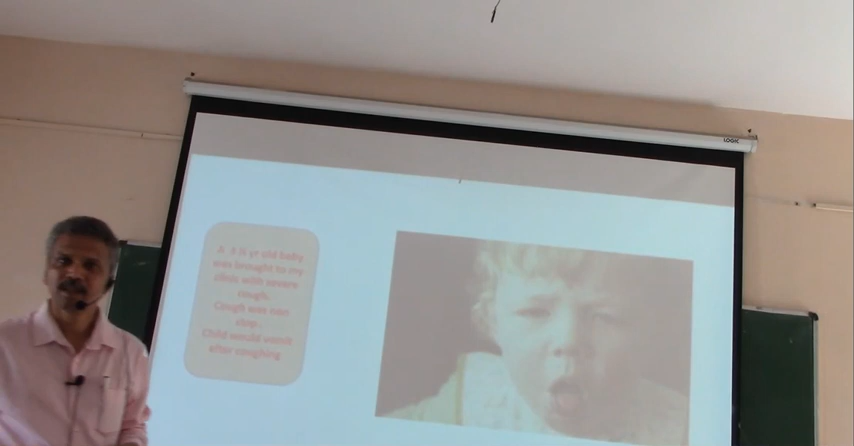 LOGIC
A 4 ½ yr old baby
was brought to my
clinic with severe
cough.
Cough was non
stop.
Child would vomit
after coughing